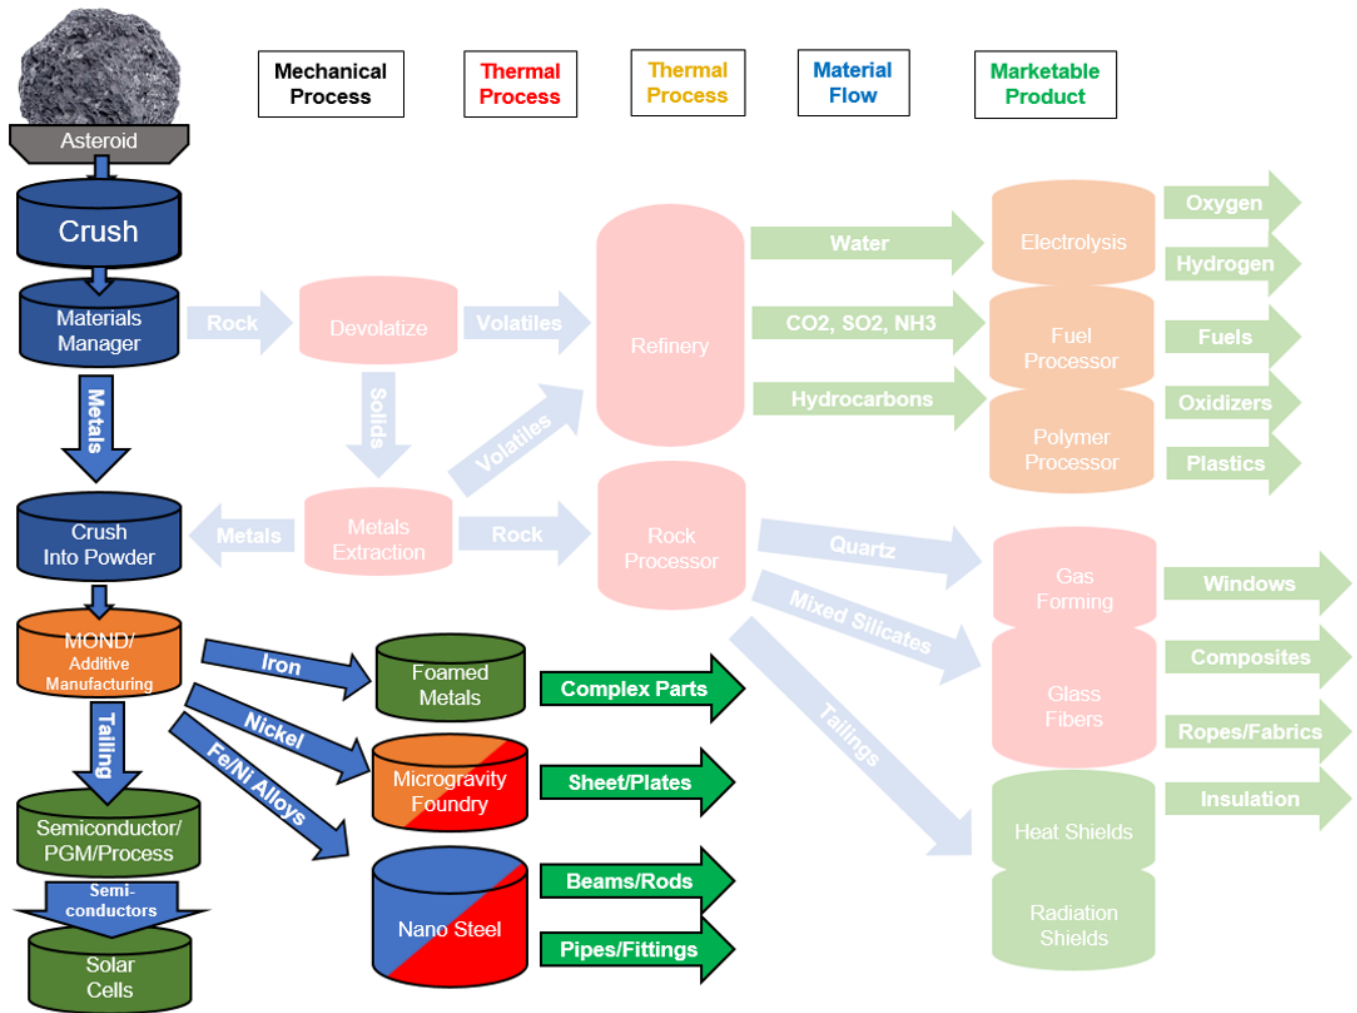 Mechanical
Process
Thermal
Process
Thermal
Process
Material
Flow
Marketable
Product
Asteroid
Crush
Materials
Manager
Rock
Devolatize
Volatiles
Refinery
Water
CO2, SO2, NH3
Hydrocarbons
Electrolysis
Fuel
Processor
Polymer
Processor
Oxygen
Hydrogen
Fuels
Oxidizers
Plastics
Metals
Solids
Volatiles
Crush
Into Powder
Metals
Metals
Extraction
Rock
Rock
Processor
Quartz
Mixed Silicates
Tailings
Gas
Forming
Glass
Fibers
Heat Shields
Radiation
Shields
Windows
Composites
Ropes/Fabrics
Insulation
MOND/
Additive
Manufacturing
Iron
Nickel
Fe/Ni Alloys
Foamed
Metals
Complex Parts
Microgravity
Foundry
Sheet/Plates
Nano Steel
Beams/Rods
Pipes/Fittings
Tailing
Semiconductor/
PGM/Process
Semi-
conductors
Solar
Cells